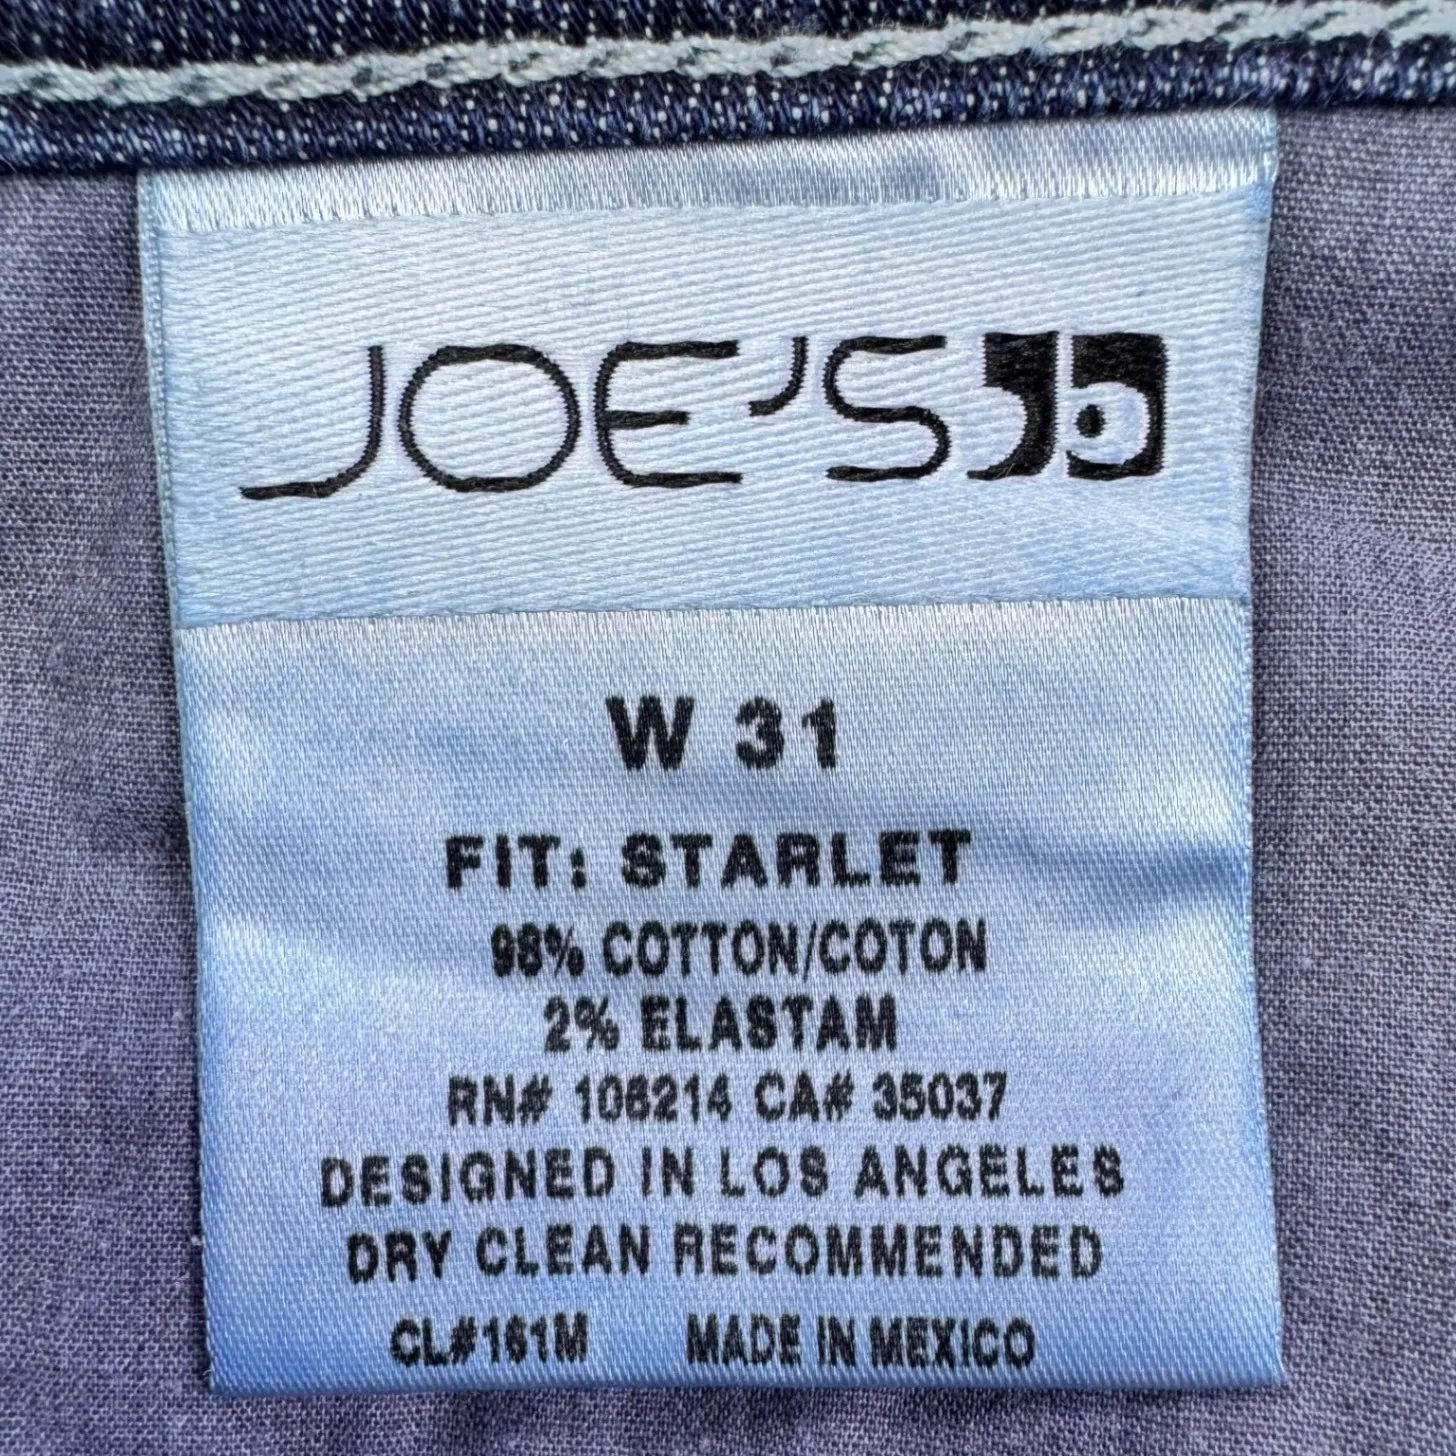 JOE'S
W 31
FIT: STARLET
98% COTTON/COTON
2% ELASTAM
RN# 106214 CA# 35037
DESIGNED IN LOS ANGELES
DRY CLEAN RECOMMENDED
CL#161M MADE IN MEXICO